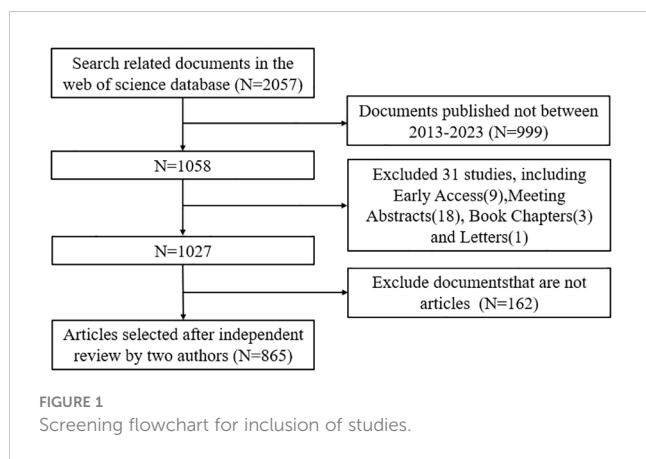 Search related documents in the
web of science database (N=2057)
Documents published not between
2013-2023 (N=999)
N=1058
Excluded 31 studies, including
Early Access(9),Meeting
Abstracts(18), Book Chapters(3)
and Letters(1)
N=1027
Exclude documentsthat are not
articles (N=162)
Articles selected after independent
review by two authors (N=865)
FIGURE 1
Screening flowchart for inclusion of studies.